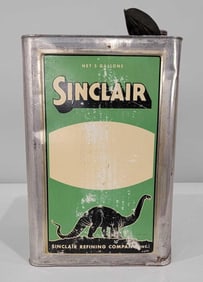 NET 5 GALLONS
SINCLAIR
SINCLAIR REFINING COMPANY (INC.)